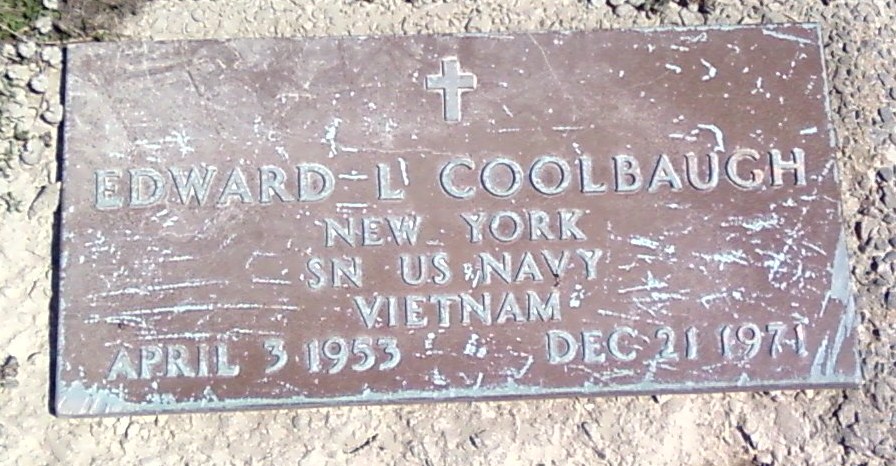 EDWARD L COOLBAUGH
NEW YORK
SN US NAVY
VIETNAM
APRIL 3 1953 DEC 21 1971